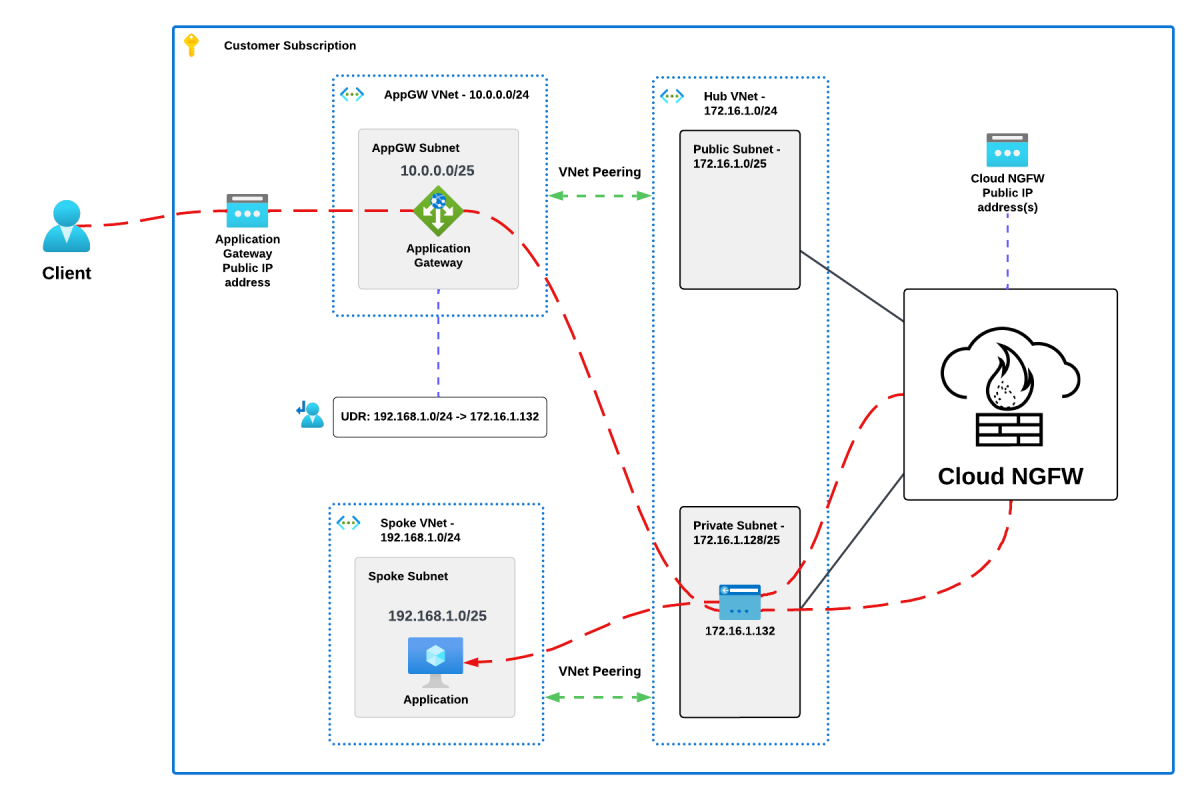 Customer Subscription
AppGW VNet - 10.0.0.0/24
AppGW Subnet
10.0.0.0/25
Application
Gateway
VNet Peering
Hub VNet -
172.16.1.0/24
Public Subnet -
172.16.1.0/25
Cloud NGFW
Public IP
address(s)
Client
Application
Gateway
Public IP
address
UDR: 192.168.1.0/24 -> 172.16.1.132
Cloud NGFW
Spoke VNet -
192.168.1.0/24
Spoke Subnet
192.168.1.0/25
Application
VNet Peering
Private Subnet -
172.16.1.128/25
172.16.1.132